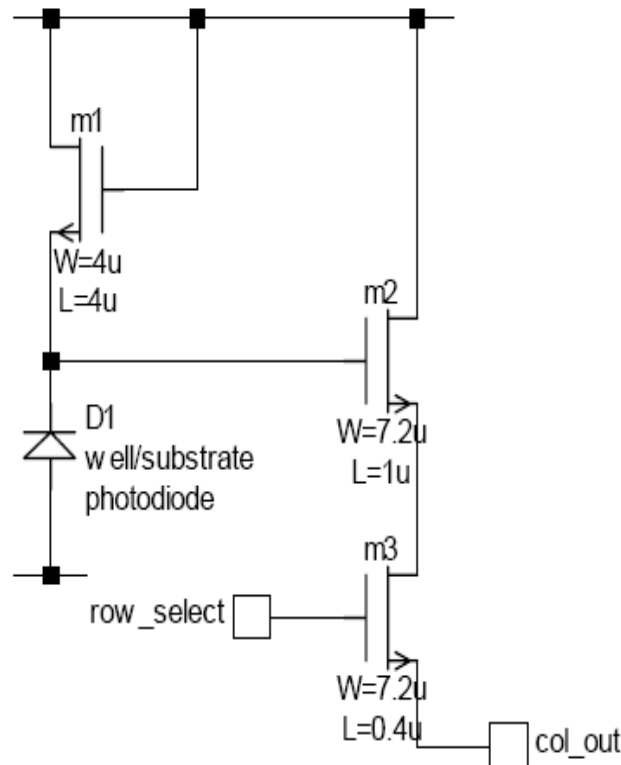 m1
W=4u
L=4u
m2
W=7.2u
L=1u
D1
well/substrate
photodiode
m3
row_select
W=7.2u
L=0.4u
col_out